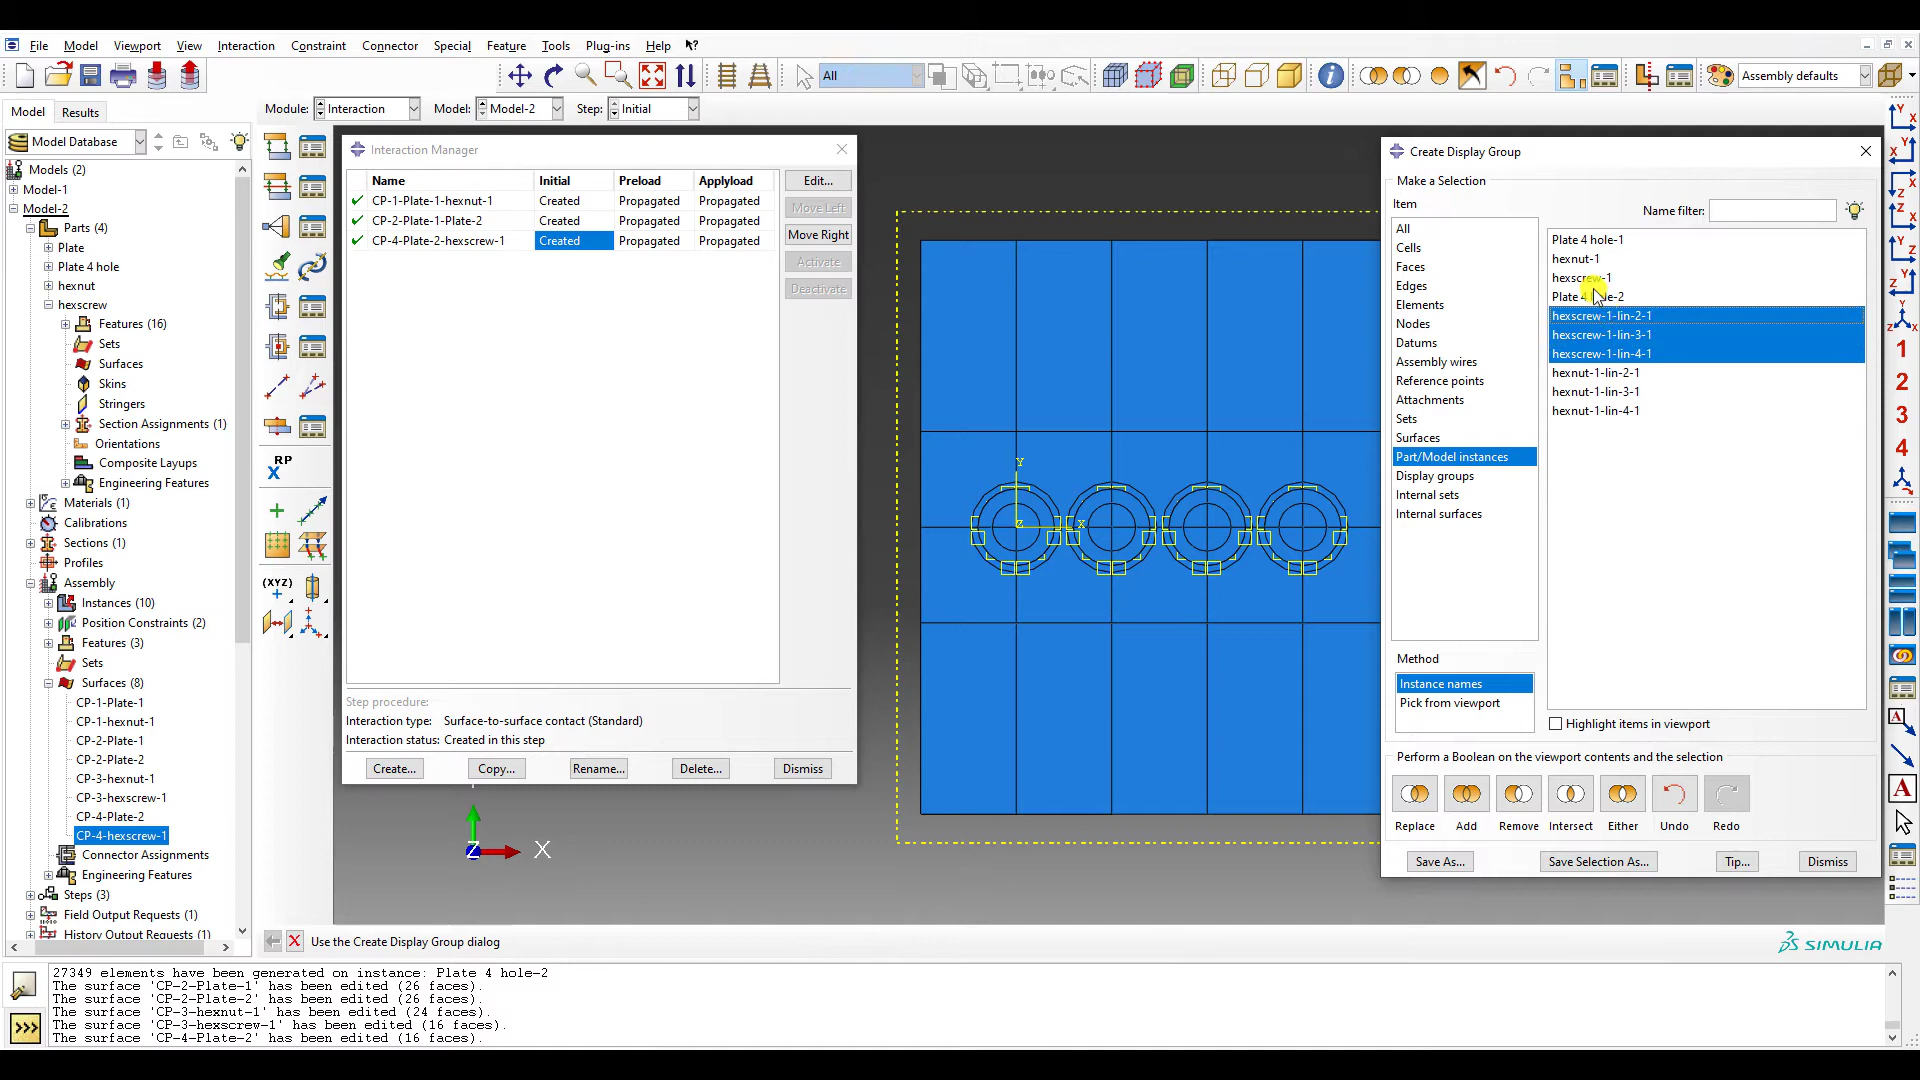 File Model Viewport View Interaction Constraint Connector Special Feature Tools Plug-ins Help
All Assembly defaults
Model Results Module: Interaction Model: Model-2 Step: Initial
Model Database
Models (2)
Model-1
Model-2
Parts (4)
Plate
Plate 4 hole
hexnut
hexscrew
Features (16)
Sets
Surfaces
Skins
Stringers
Section Assignments (1)
Orientations
Composite Layups
Engineering Features
Materials (1)
Calibrations
Sections (1)
Profiles
Assembly
Instances (10)
Position Constraints (2)
Features (3)
Sets
Surfaces (8)
CP-1-Plate-1
CP-1-hexnut-1
CP-2-Plate-1
CP-2-Plate-2
CP-3-hexnut-1
CP-3-hexscrew-1
CP-4-Plate-2
CP-4-hexscrew-1
Connector Assignments
Engineering Features
Steps (3)
Field Output Requests (1)
History Output Requests (1)
RP
X
(XYZ)
Interaction Manager
Name Initial Preload Applyload
CP-1-Plate-1-hexnut-1 Created Propagated Propagated
CP-2-Plate-1-Plate-2 Created Propagated Propagated
CP-4-Plate-2-hexscrew-1 Created Propagated Propagated
Edit...
Move Left
Move Right
Activate
Deactivate
Step procedure:
Interaction type: Surface-to-surface contact (Standard)
Interaction status: Created in this step
Create... Copy... Rename... Delete... Dismiss
Y
X
Z
Z X
Create Display Group
Make a Selection
Item
Name filter:
All
Cells
Faces
Edges
Elements
Nodes
Datums
Assembly wires
Reference points
Attachments
Sets
Surfaces
Part/Model instances
Display groups
Internal sets
Internal surfaces
Plate 4 hole-1
hexnut-1
hexscrew-1
hexscrew-1-lin-2-1
hexscrew-1-lin-3-1
hexscrew-1-lin-4-1
hexnut-1-lin-2-1
hexnut-1-lin-3-1
hexnut-1-lin-4-1
Method
Instance names
Pick from viewport
Highlight items in viewport
Perform a Boolean on the viewport contents and the selection
Replace Add Remove Intersect Either Undo Redo
Save As... Save Selection As... Tip... Dismiss
1
2
3
4
A
Use the Create Display Group dialog
SIMULIA
27349 elements have been generated on instance: Plate 4 hole-2
The surface 'CP-2-Plate-1' has been edited (26 faces).
The surface 'CP-2-Plate-2' has been edited (26 faces).
The surface 'CP-3-hexnut-1' has been edited (24 faces).
The surface 'CP-3-hexscrew-1' has been edited (16 faces).
The surface 'CP-4-Plate-2' has been edited (16 faces).
>>>